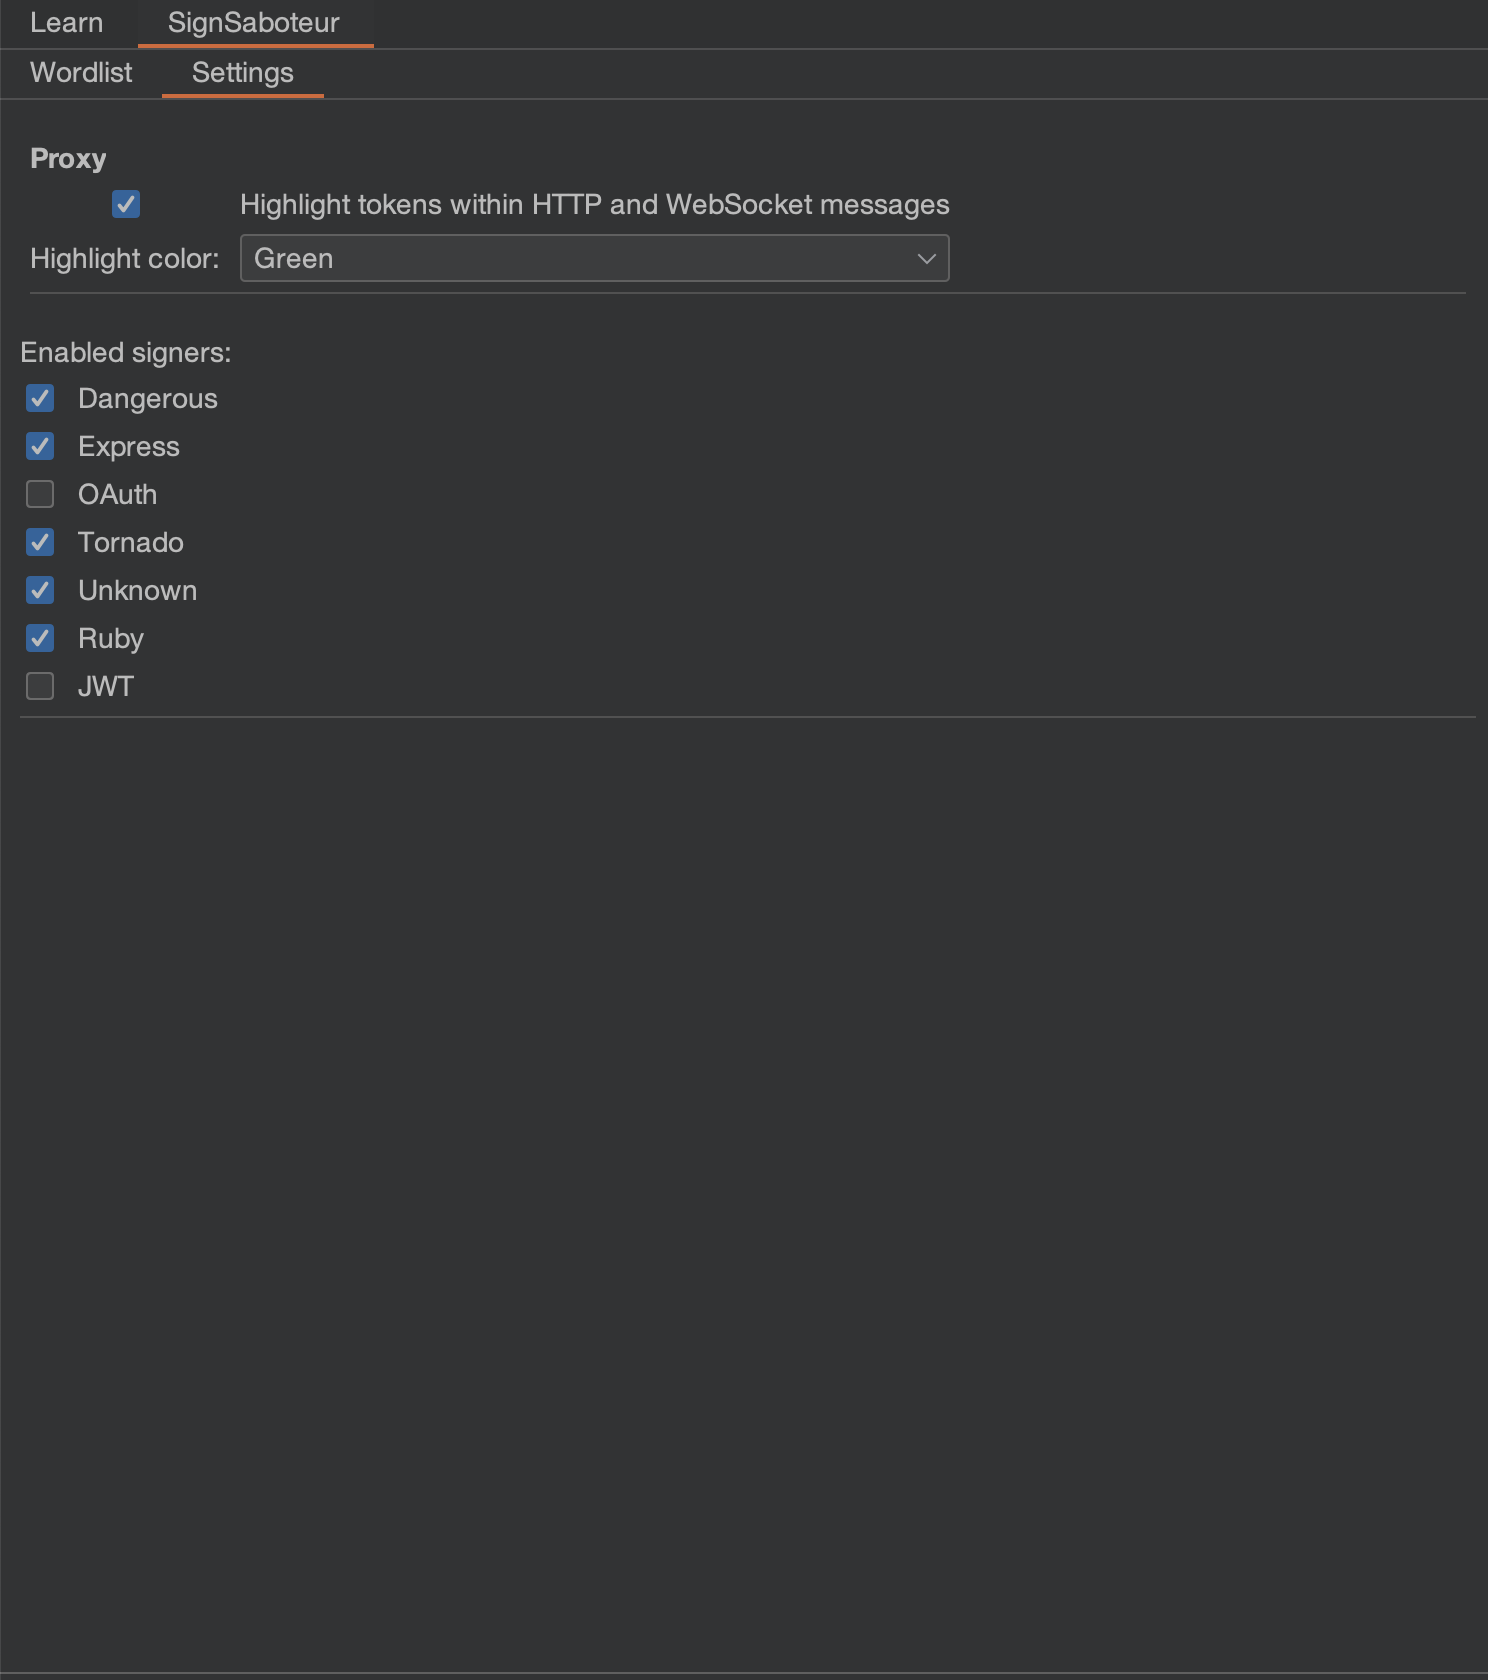 Learn SignSaboteur
Wordlist Settings
Proxy
Highlight tokens within HTTP and WebSocket messages
Highlight color: Green
Enabled signers:
Dangerous
Express
OAuth
Tornado
Unknown
Ruby
JWT